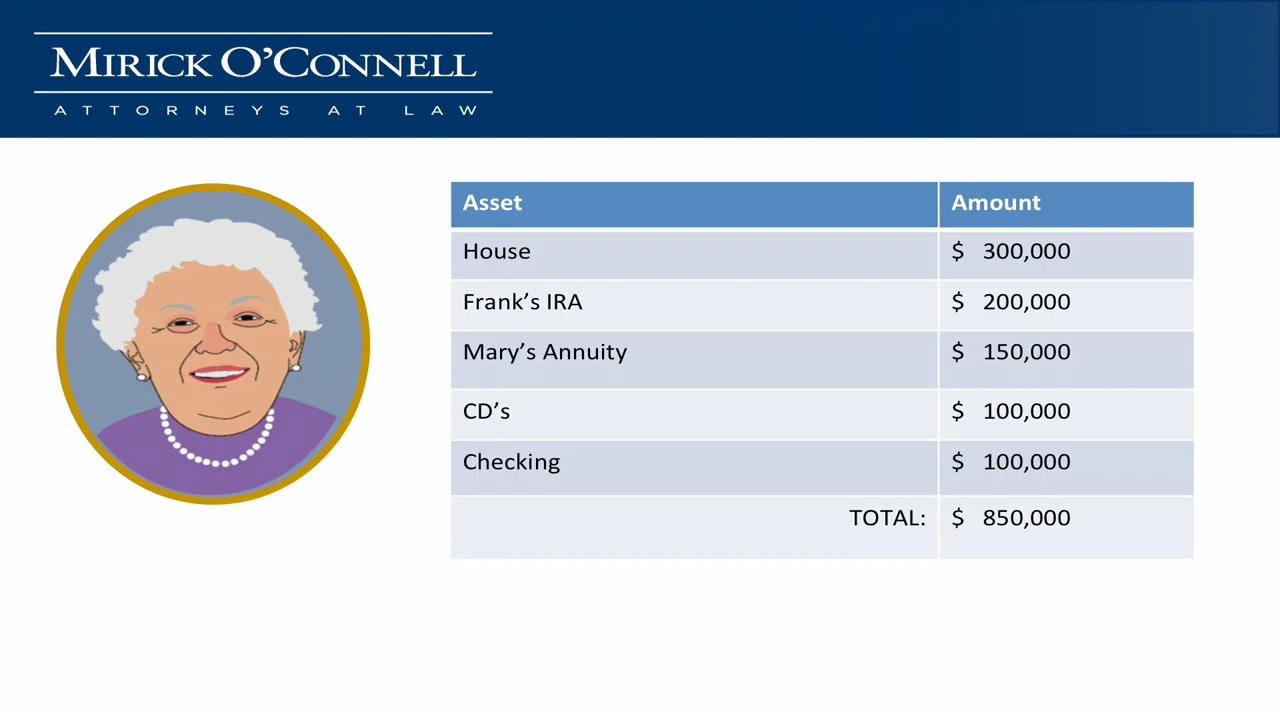 MIRICK O’CONNELL
ATTORNEYS AT LAW
Asset Amount
House $ 300,000
Frank’s IRA $ 200,000
Mary’s Annuity $ 150,000
CD’s $ 100,000
Checking $ 100,000
TOTAL: $ 850,000